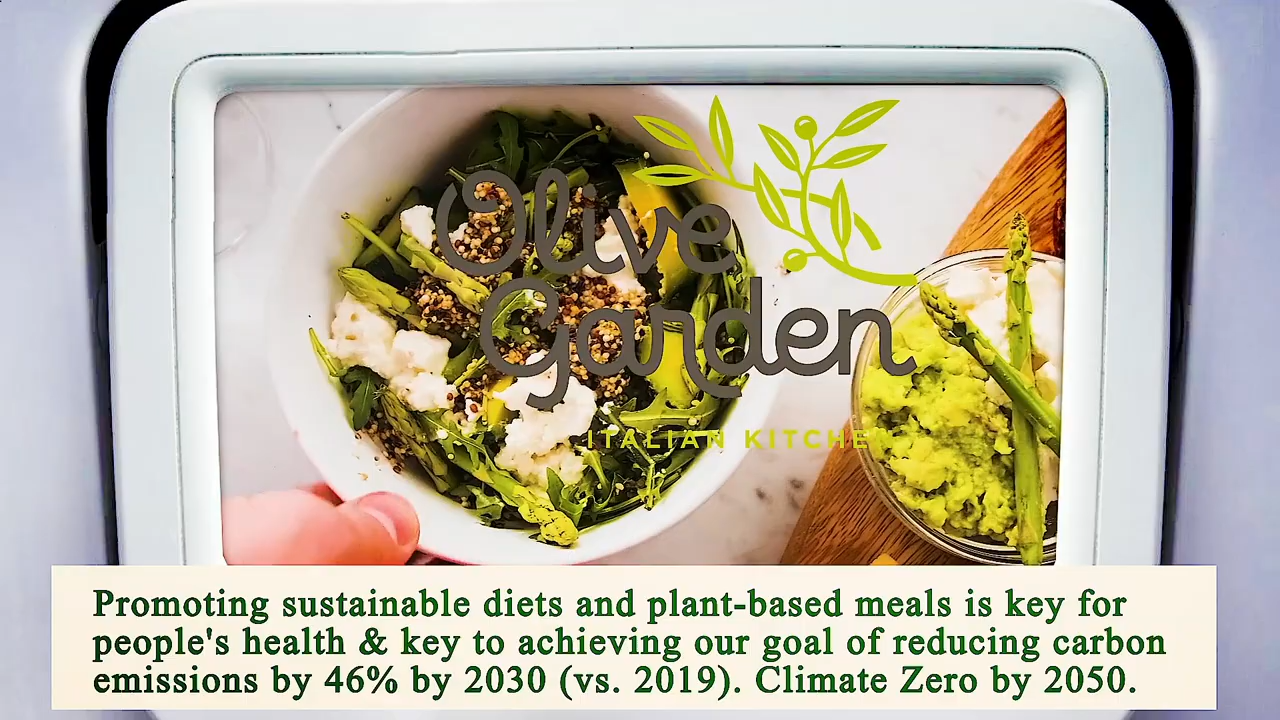 Olive
Garden
ITALIAN KITCHEN
Promoting sustainable diets and plant-based meals is key for
people's health & key to achieving our goal of reducing carbon
emissions by 46% by 2030 (vs. 2019). Climate Zero by 2050.